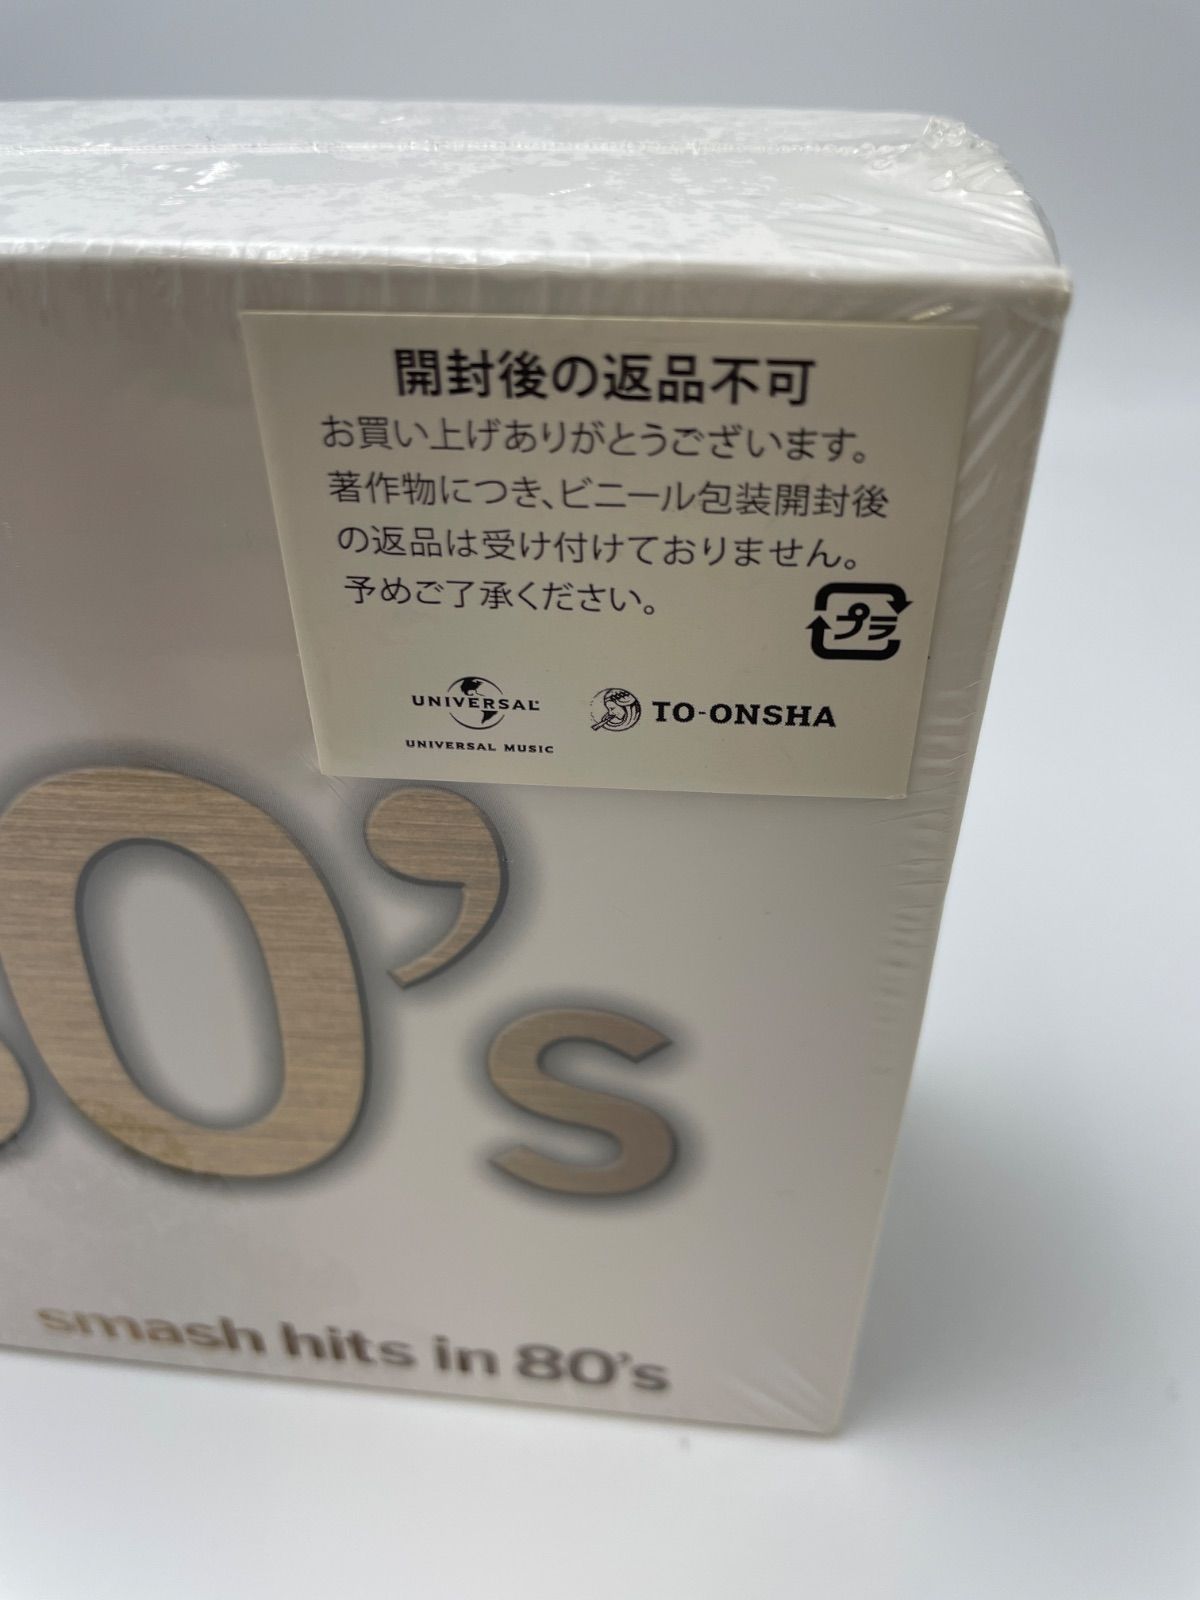 開封後の返品不可
お買い上げありがとうございます。
著作物につき、ビニール包装開封後
の返品は受け付けておりません。
予めご了承ください。
プラ
UNIVERSAL
UNIVERSAL MUSIC
TO-ONSHA
0's
smash hits in 80's